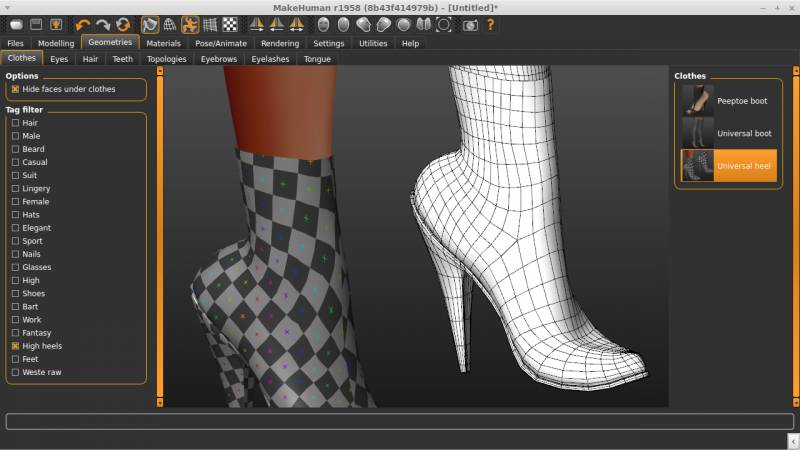 MakeHuman r1958 (8b43f414979b) - [Untitled]*
Files Modelling Geometries Materials Pose/Animate Rendering Settings Utilities Help
Clothes Eyes Hair Teeth Topologies Eyebrows Eyelashes Tongue
Options
Hide faces under clothes
Tag filter
Hair
Male
Beard
Casual
Suit
Lingery
Female
Hats
Elegant
Sport
Nails
Glasses
High
Shoes
Bart
Work
Fantasy
High heels
Feet
Weste raw
Clothes
Peeptoe boot
Universal boot
Universal heel